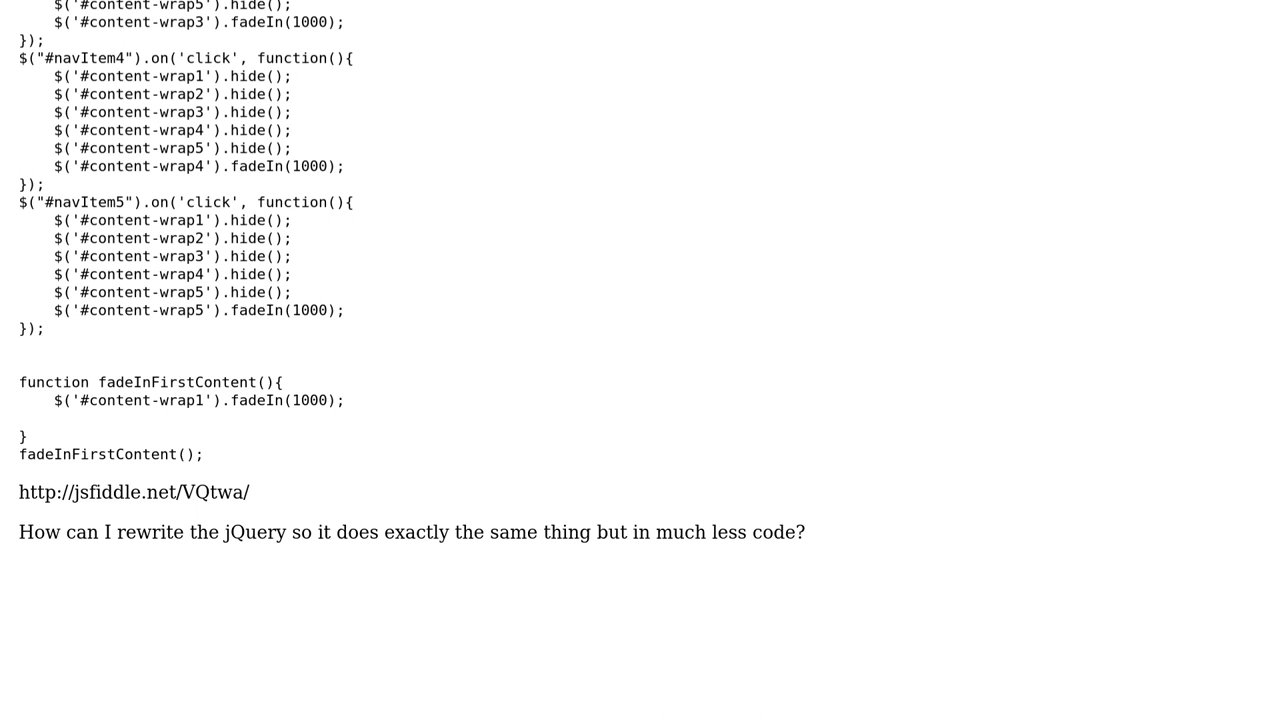 $('#content-wrap5').hide();
    $('#content-wrap3').fadeIn(1000);
});
$("#navItem4").on('click', function(){
    $('#content-wrap1').hide();
    $('#content-wrap2').hide();
    $('#content-wrap3').hide();
    $('#content-wrap4').hide();
    $('#content-wrap5').hide();
    $('#content-wrap4').fadeIn(1000);
});
$("#navItem5").on('click', function(){
    $('#content-wrap1').hide();
    $('#content-wrap2').hide();
    $('#content-wrap3').hide();
    $('#content-wrap4').hide();
    $('#content-wrap5').hide();
    $('#content-wrap5').fadeIn(1000);
});
function fadeInFirstContent(){
    $('#content-wrap1').fadeIn(1000);
}
fadeInFirstContent();
http://jsfiddle.net/VQtwa/
How can I rewrite the jQuery so it does exactly the same thing but in much less code?